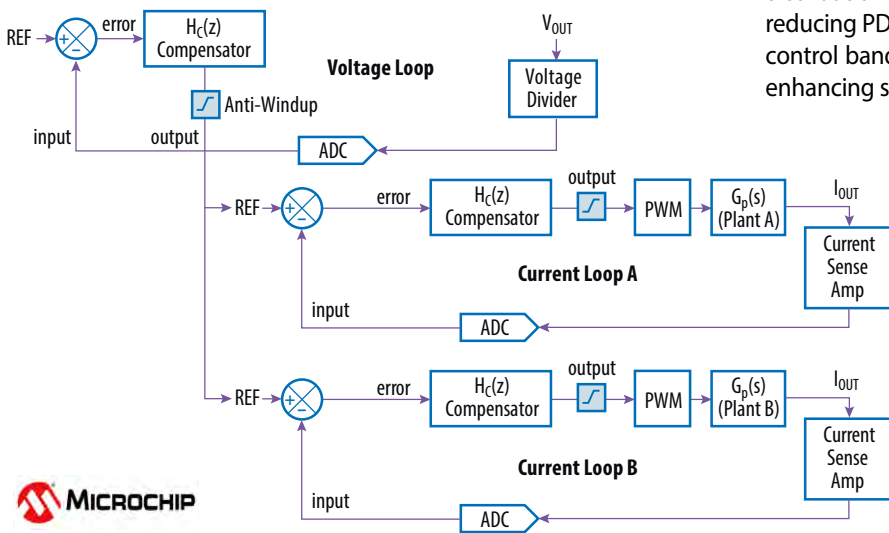 REF
error
H_C(z)
Compensator
Voltage Loop
Anti-Windup
input
output
ADC
V_OUT
Voltage
Divider
reducing PD
control band
enhancing s
REF
error
H_C(z)
Compensator
output
PWM
G_p(s)
(Plant A)
I_OUT
Current
Sense
Amp
Current Loop A
input
ADC
REF
error
H_C(z)
Compensator
output
PWM
G_p(s)
(Plant B)
I_OUT
Current
Sense
Amp
Current Loop B
input
ADC
MICROCHIP